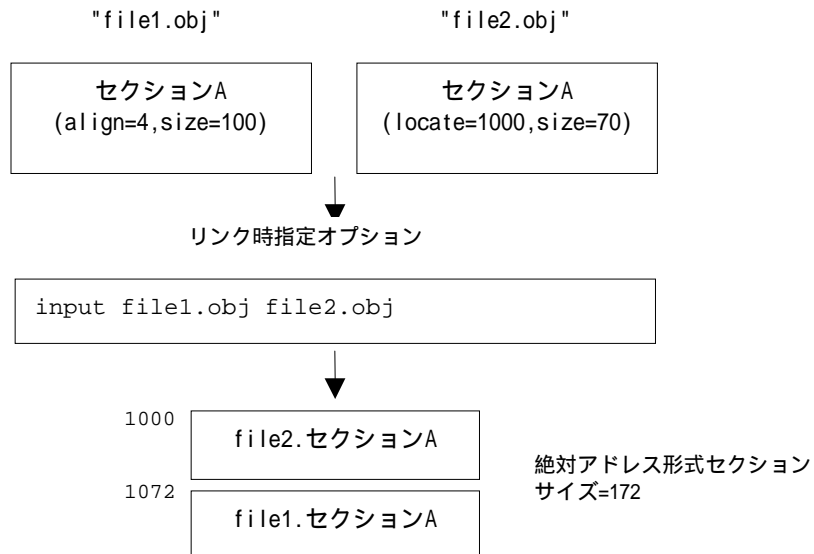 "file1.obj" "file2.obj"
セクションA
(align=4,size=100)
セクションA
(locate=1000,size=70)
リンク時指定オプション
input file1.obj file2.obj
1000
file2.セクションA
絶対アドレス形式セクション
サイズ=172
1072
file1.セクションA